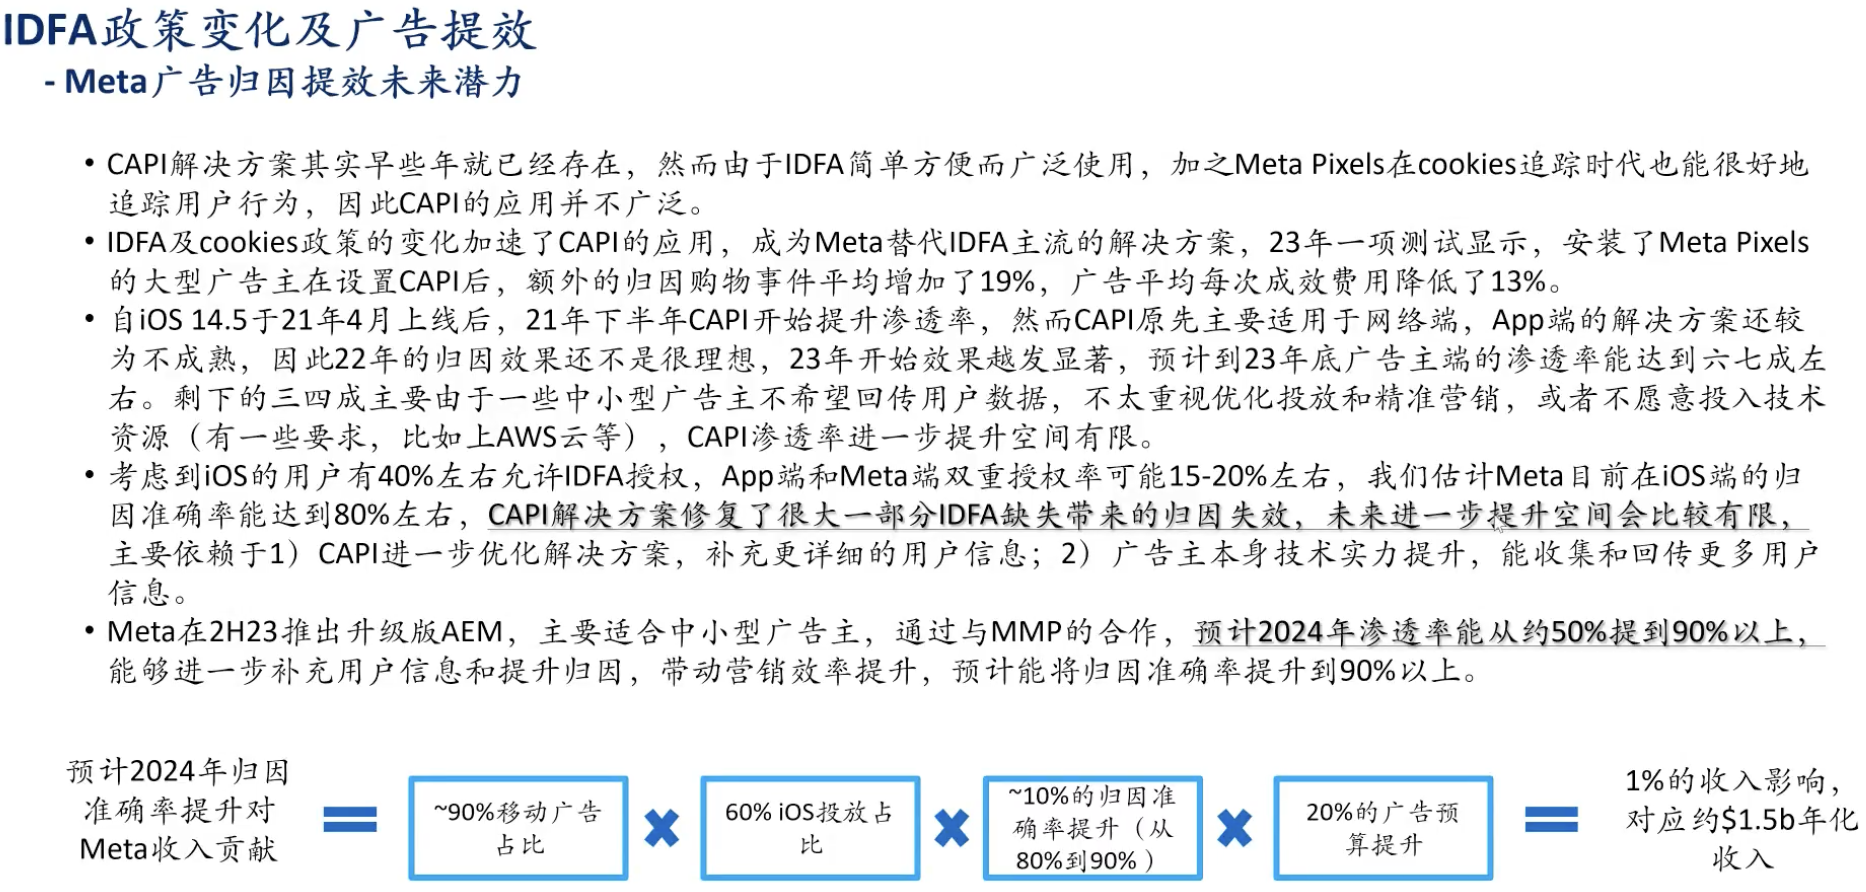 IDFA政策变化及广告提效
- Meta广告归因提效未来潜力
• CAPI解决方案其实早些年就已经存在，然而由于IDFA简单方便而广泛使用，加之Meta Pixels在cookies追踪时代也能很好地
追踪用户行为，因此CAPI的应用并不广泛。
• IDFA及cookies政策的变化加速了CAPI的应用，成为Meta替代IDFA主流的解决方案，23年一项测试显示，安装了Meta Pixels
的大型广告主在设置CAPI后，额外的归因购物事件平均增加了19%，广告平均每次成效费用降低了13%。
• 自iOS 14.5于21年4月上线后，21年下半年CAPI开始提升渗透率，然而CAPI原先主要适用于网络端，App端的解决方案还较
为不成熟，因此22年的归因效果还不是很理想，23年开始效果越发显著，预计到23年底广告主端的渗透率能达到六七成左
右。剩下的三四成主要由于一些中小型广告主不希望回传用户数据，不太重视优化投放和精准营销，或者不愿意投入技术
资源（有一些要求，比如上AWS云等），CAPI渗透率进一步提升空间有限。
• 考虑到iOS的用户有40%左右允许IDFA授权，App端和Meta端双重授权率可能15-20%左右，我们估计Meta目前在iOS端的归
因准确率能达到80%左右，CAPI解决方案修复了很大一部分IDFA缺失带来的归因失效，未来进一步提升空间会比较有限，
主要依赖于1）CAPI进一步优化解决方案，补充更详细的用户信息；2）广告主本身技术实力提升，能收集和回传更多用户
信息。
• Meta在2H23推出升级版AEM，主要适合中小型广告主，通过与MMP的合作，预计2024年渗透率能从约50%提到90%以上，
能够进一步补充用户信息和提升归因，带动营销效率提升，预计能将归因准确率提升到90%以上。
预计2024年归因
准确率提升对
Meta收入贡献
=
~90%移动广告
占比
×
60% iOS投放占
比
×
~10%的归因准
确率提升（从
80%到90%）
×
20%的广告预
算提升
=
1%的收入影响，
对应约$1.5b年化
收入